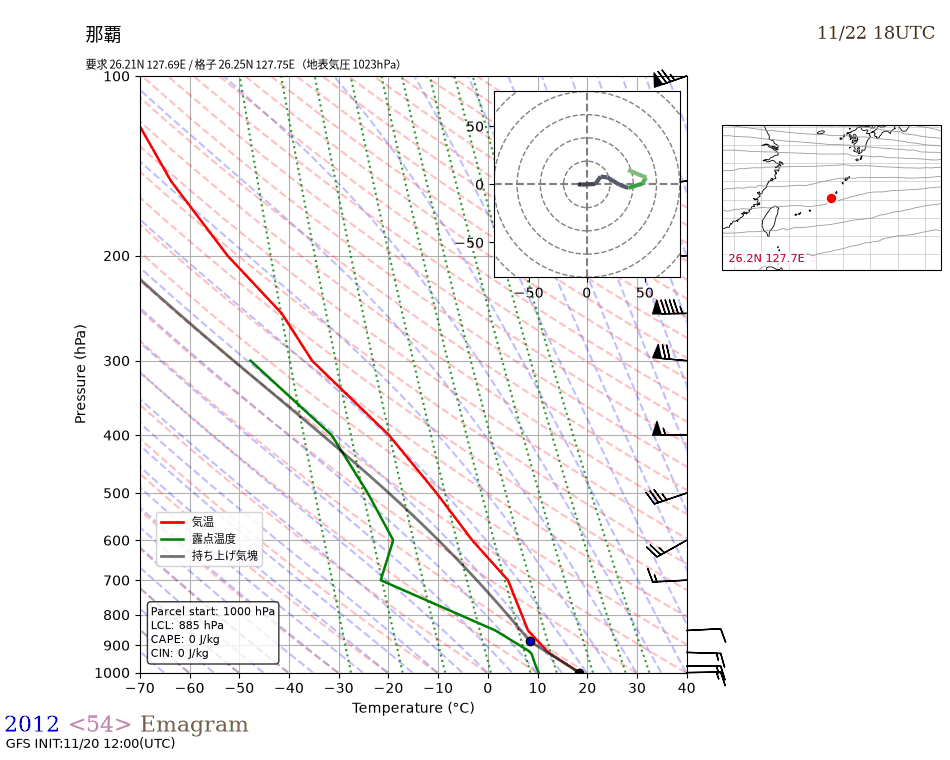 那覇
11/22 18UTC
要求 26.21N 127.69E / 格子 26.25N 127.75E（地表気圧 1023hPa）
100
200
300
400
500
600
700
800
900
1000
Pressure (hPa)
−70 −60 −50 −40 −30 −20 −10 0 10 20 30 40
Temperature (°C)
50
0
−50
−50 0 50
26.2N 127.7E
気温
露点温度
持ち上げ気塊
Parcel start: 1000 hPa
LCL: 885 hPa
CAPE: 0 J/kg
CIN: 0 J/kg
2012 <54> Emagram
GFS INIT:11/20 12:00(UTC)